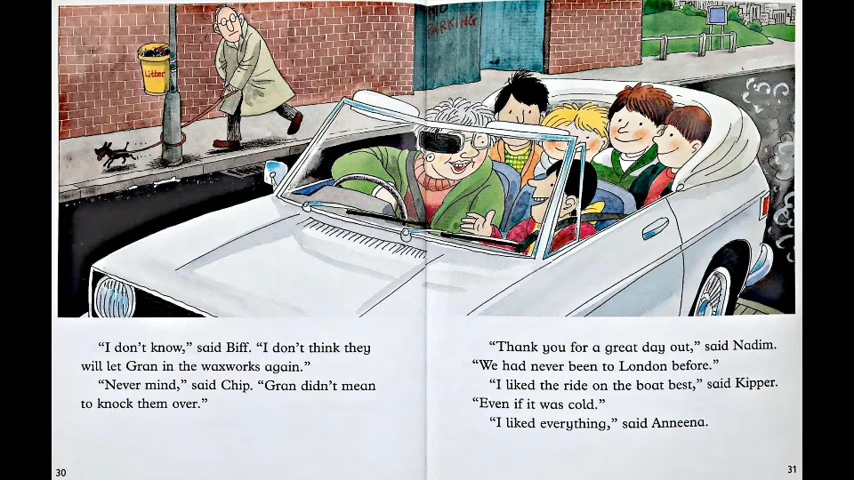 Litter
NO
PARKING
“I don’t know,” said Biff. “I don’t think they
will let Gran in the waxworks again.”
“Never mind,” said Chip. “Gran didn’t mean
to knock them over.”
30
“Thank you for a great day out,” said Nadim.
“We had never been to London before.”
“I liked the ride on the boat best,” said Kipper.
“Even if it was cold.”
“I liked everything,” said Anneena.
31